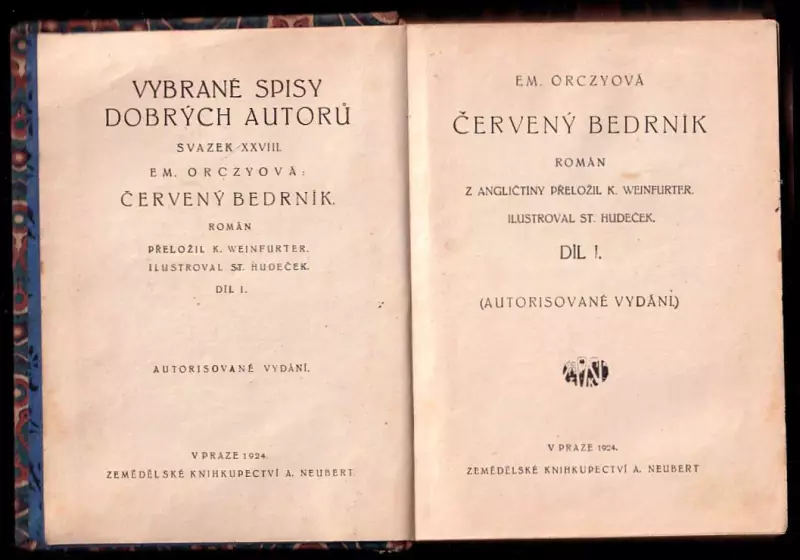 VYBRANÉ SPISY
DOBRÝCH AUTORŮ
SVAZEK XXVIII.
EM. ORCZYOVÁ:
ČERVENÝ BEDRNÍK.
ROMÁN
PŘELOŽIL K. WEINFURTER.
ILUSTROVAL ST. HUDEČEK.
DÍL I.
AUTORISOVANÉ VYDÁNÍ.
V PRAZE 1924.
ZEMĚDĚLSKÉ KNIHKUPECTVÍ A. NEUBERT.
EM. ORCZYOVÁ
ČERVENÝ BEDRNÍK
ROMÁN
Z ANGLIČTINY PŘELOŽIL K. WEINFURTER.
ILUSTROVAL ST. HUDEČEK.
DÍL I.
(AUTORISOVANÉ VYDÁNÍ.)
V PRAZE 1924.
ZEMĚDĚLSKÉ KNIHKUPECTVÍ A. NEUBERT